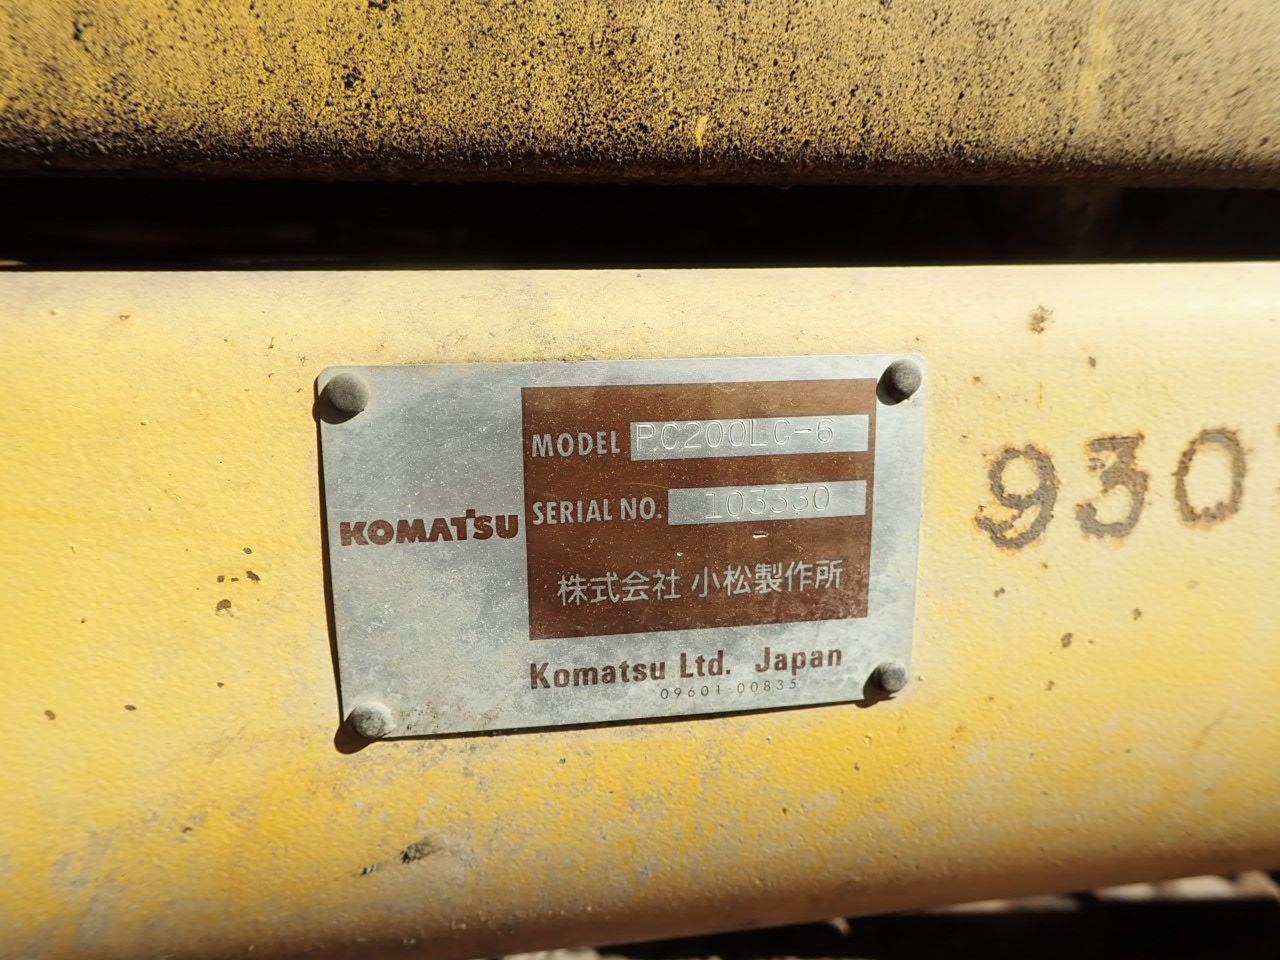 KOMATSU
MODEL PC200LC-6
SERIAL NO. 103330
株式会社 小松製作所
Komatsu Ltd. Japan
09601-00835
930